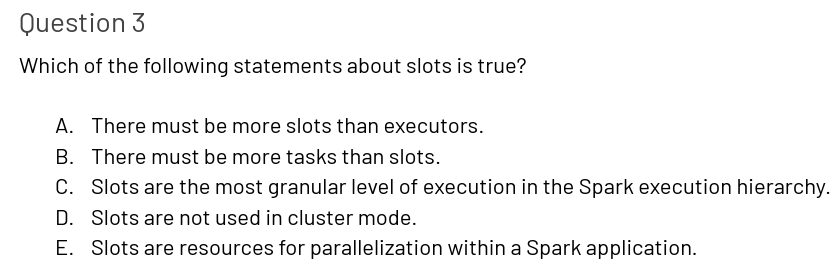 Question 3
Which of the following statements about slots is true?
A. There must be more slots than executors.
B. There must be more tasks than slots.
C. Slots are the most granular level of execution in the Spark execution hierarchy.
D. Slots are not used in cluster mode.
E. Slots are resources for parallelization within a Spark application.